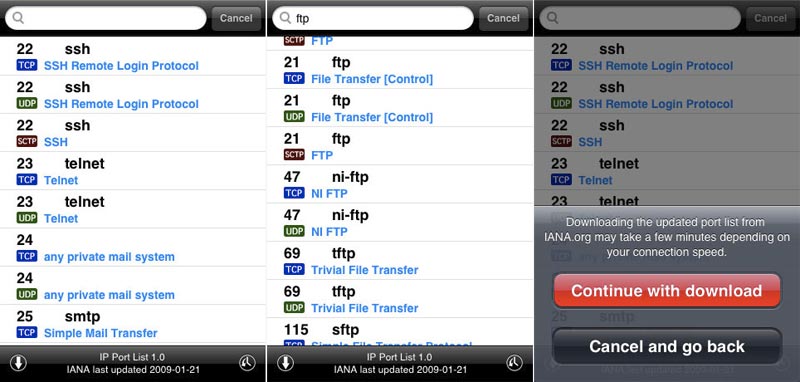 Cancel
22 ssh
TCP SSH Remote Login Protocol
22 ssh
UDP SSH Remote Login Protocol
22 ssh
SCTP SSH
23 telnet
TCP Telnet
23 telnet
UDP Telnet
24
TCP any private mail system
24
UDP any private mail system
25 smtp
TCP Simple Mail Transfer
IP Port List 1.0
IANA last updated 2009-01-21
ftp Cancel
SCTP FTP
21 ftp
TCP File Transfer [Control]
21 ftp
UDP File Transfer [Control]
21 ftp
SCTP FTP
47 ni-ftp
TCP NI FTP
47 ni-ftp
UDP NI FTP
69 tftp
TCP Trivial File Transfer
69 tftp
UDP Trivial File Transfer
115 sftp
TCP Simple File Transfer Protocol
IP Port List 1.0
IANA last updated 2009-01-21
Cancel
22 ssh
TCP SSH Remote Login Protocol
22 ssh
UDP SSH Remote Login Protocol
22 ssh
SCTP SSH
23 telnet
TCP Telnet
Downloading the updated port list from
IANA.org may take a few minutes depending on
your connection speed.
Continue with download
Cancel and go back